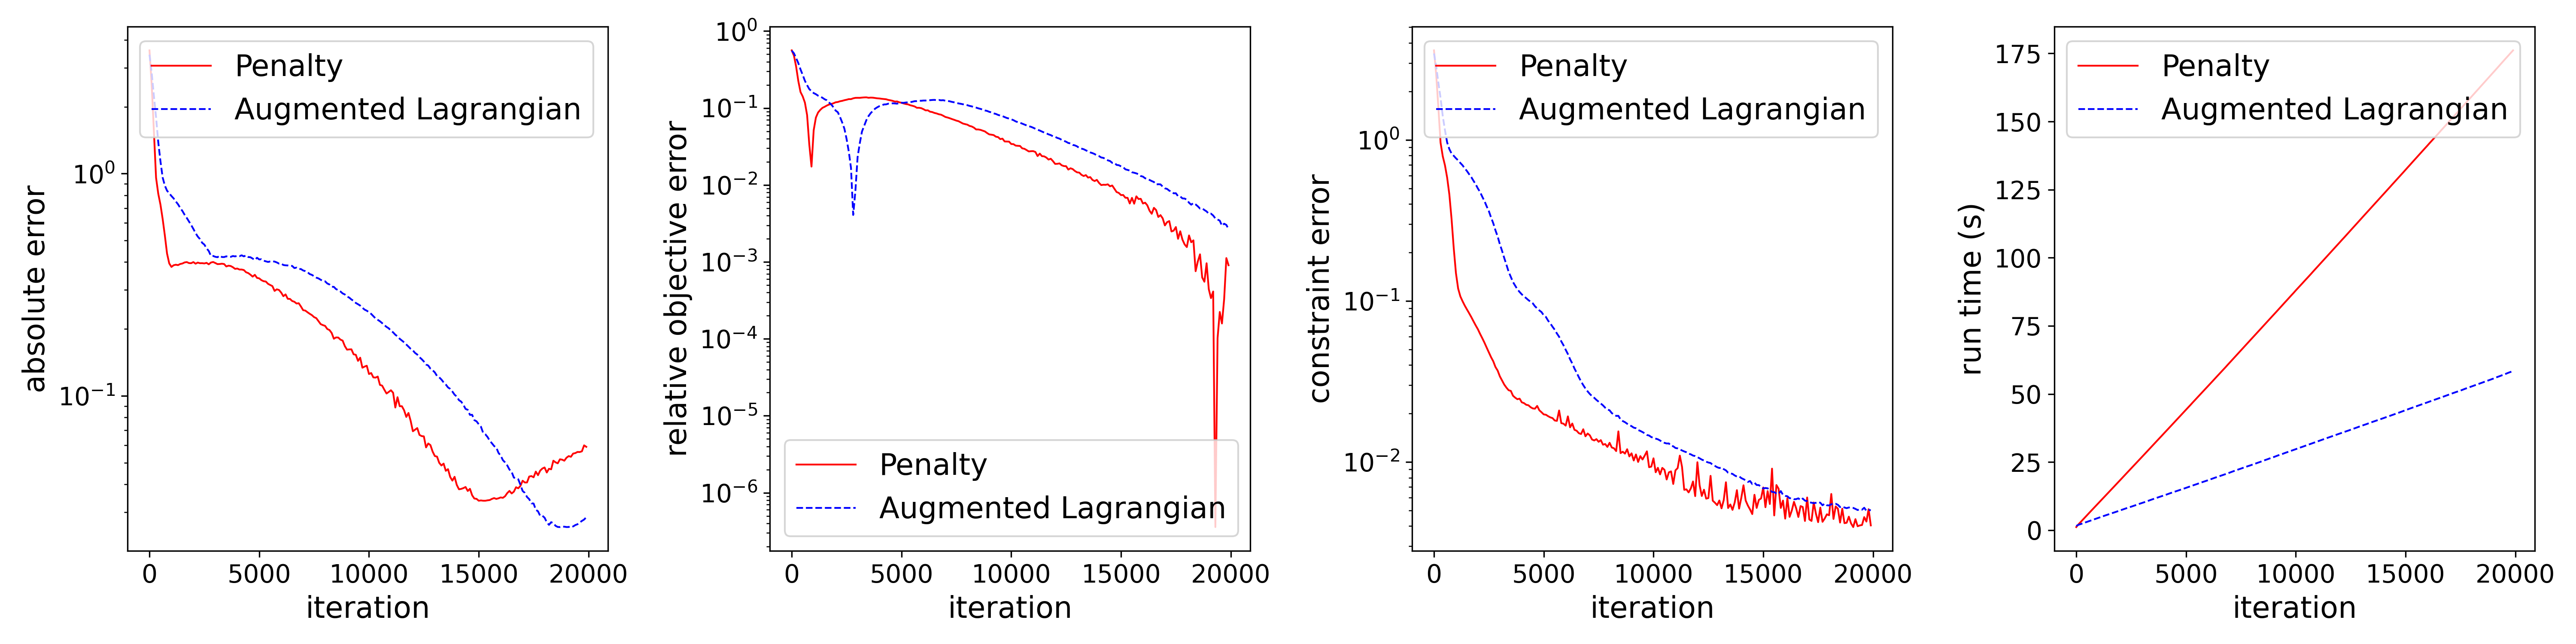 absolute error
10^0
10^-1
Penalty
Augmented Lagrangian
0 5000 10000 15000 20000
iteration
relative objective error
10^0
10^-1
10^-2
10^-3
10^-4
10^-5
10^-6
Penalty
Augmented Lagrangian
0 5000 10000 15000 20000
iteration
constraint error
10^0
10^-1
10^-2
Penalty
Augmented Lagrangian
0 5000 10000 15000 20000
iteration
run time (s)
175
150
125
100
75
50
25
0
Penalty
Augmented Lagrangian
0 5000 10000 15000 20000
iteration